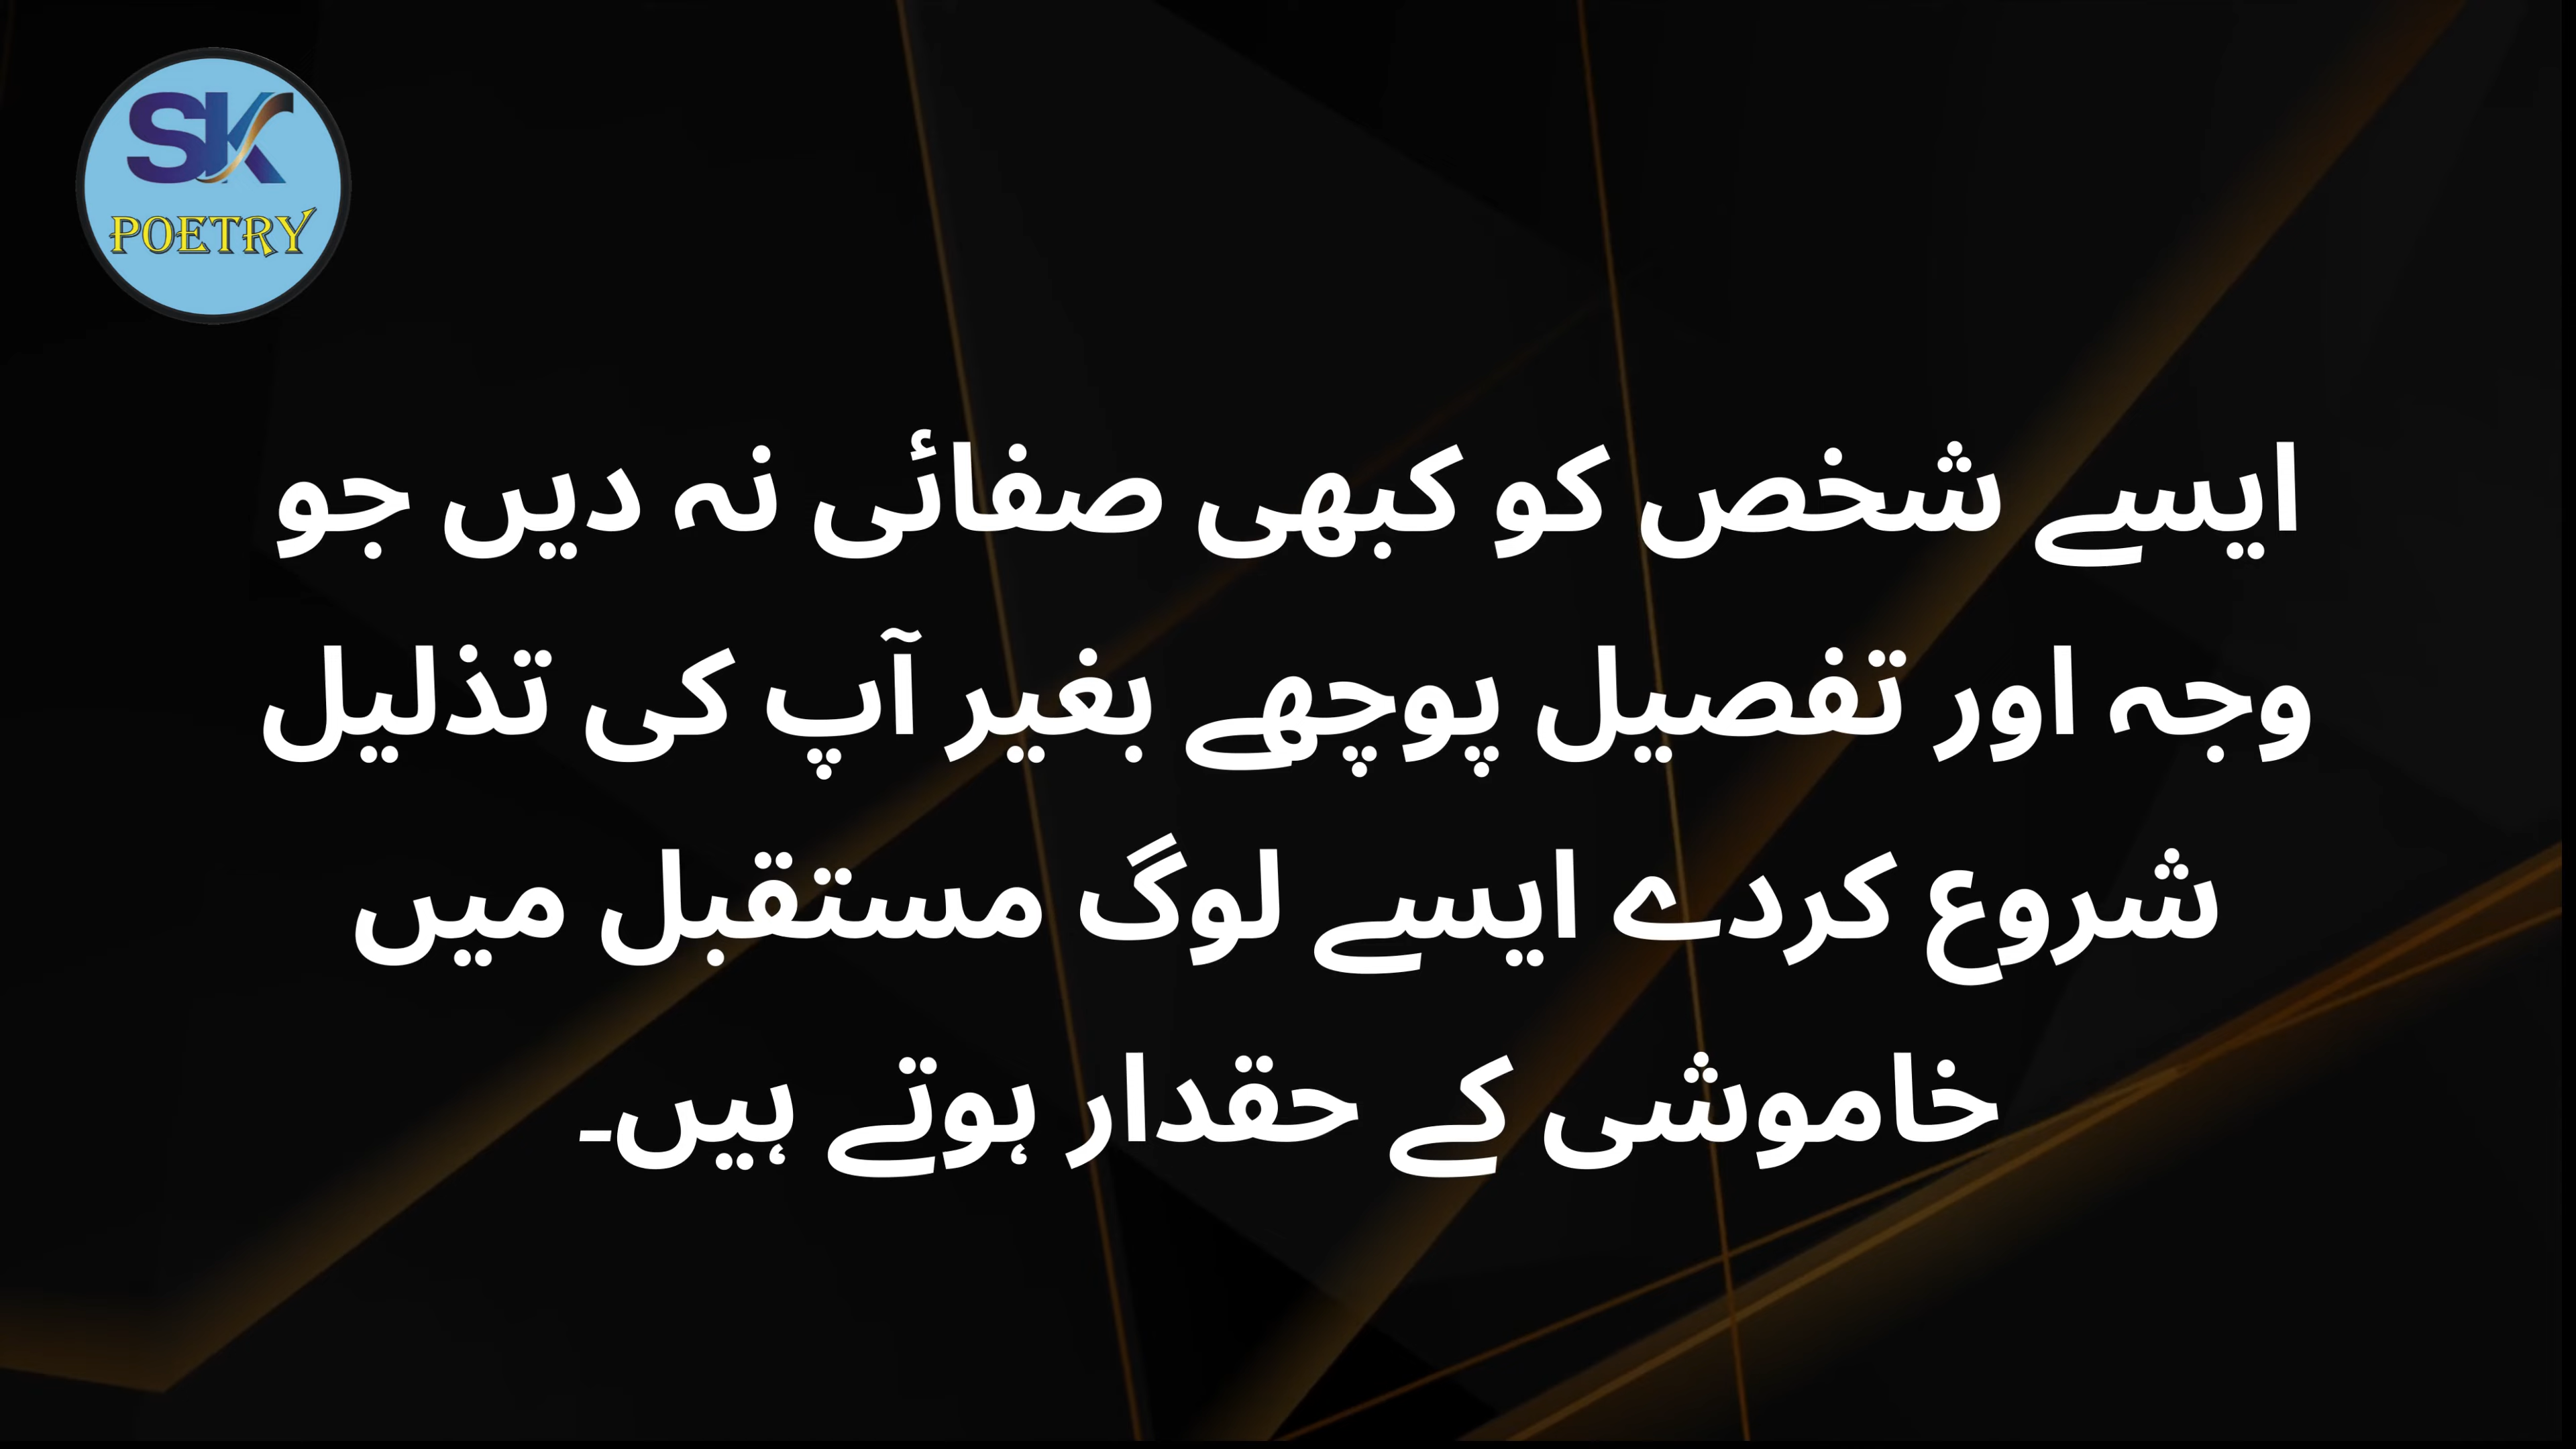 SK
POETRY
ایسے شخص کو کبھی صفائی نہ دیں جو
وجہ اور تفصیل پوچھے بغیر آپ کی تذلیل
شروع کردے ایسے لوگ مستقبل میں
خاموشی کے حقدار ہوتے ہیں۔